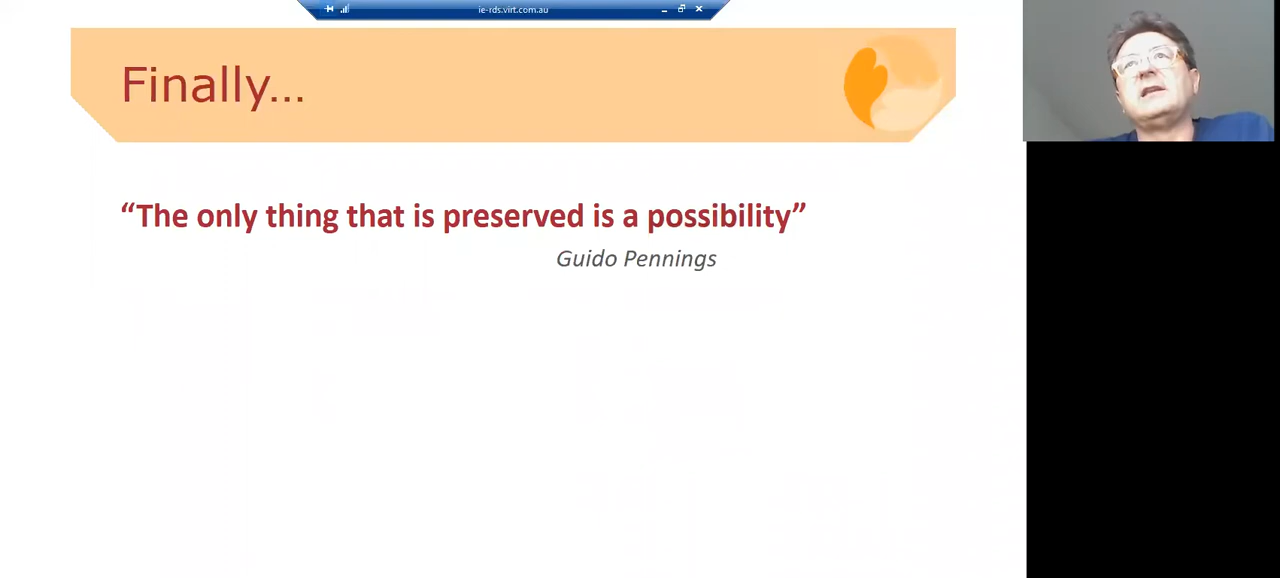 ie-rds.virt.com.au
Finally...
“The only thing that is preserved is a possibility”
Guido Pennings